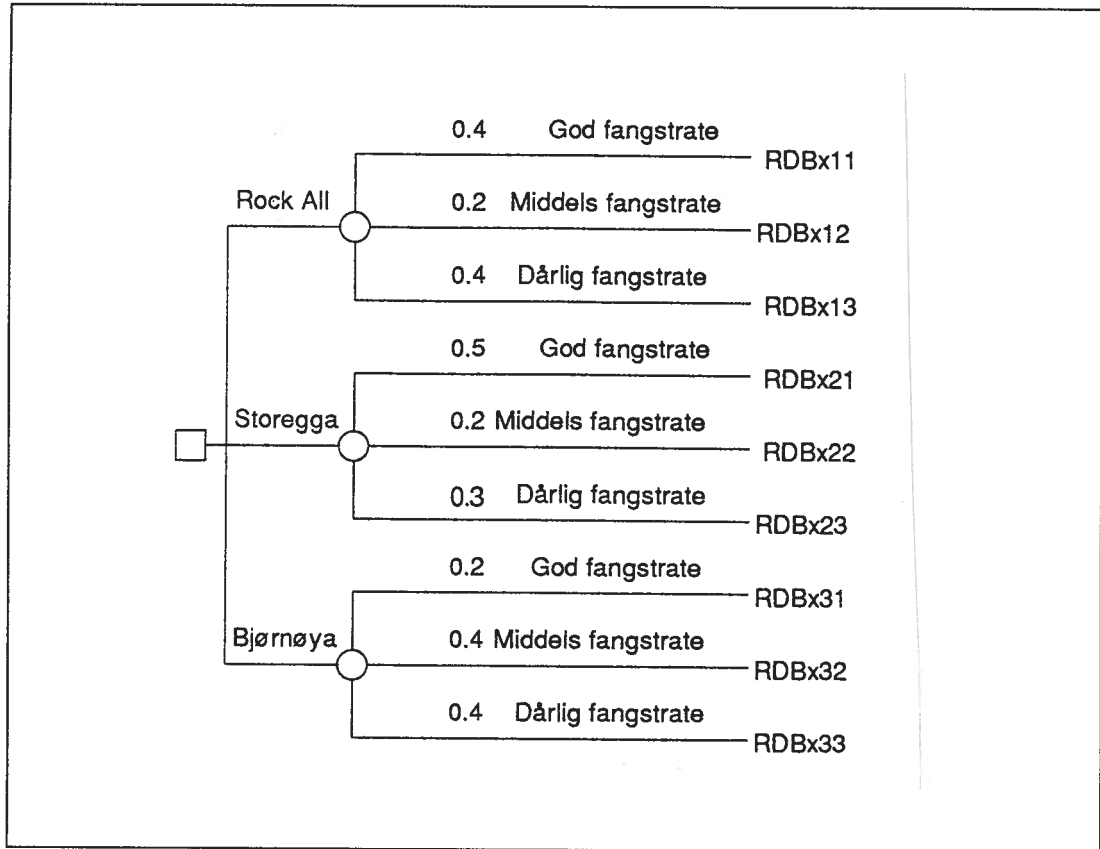 0.4 God fangstrate
RDBx11
Rock All
0.2 Middels fangstrate
RDBx12
0.4 Dårlig fangstrate
RDBx13
0.5 God fangstrate
RDBx21
Storegga
0.2 Middels fangstrate
RDBx22
0.3 Dårlig fangstrate
RDBx23
0.2 God fangstrate
RDBx31
Bjørnøya
0.4 Middels fangstrate
RDBx32
0.4 Dårlig fangstrate
RDBx33